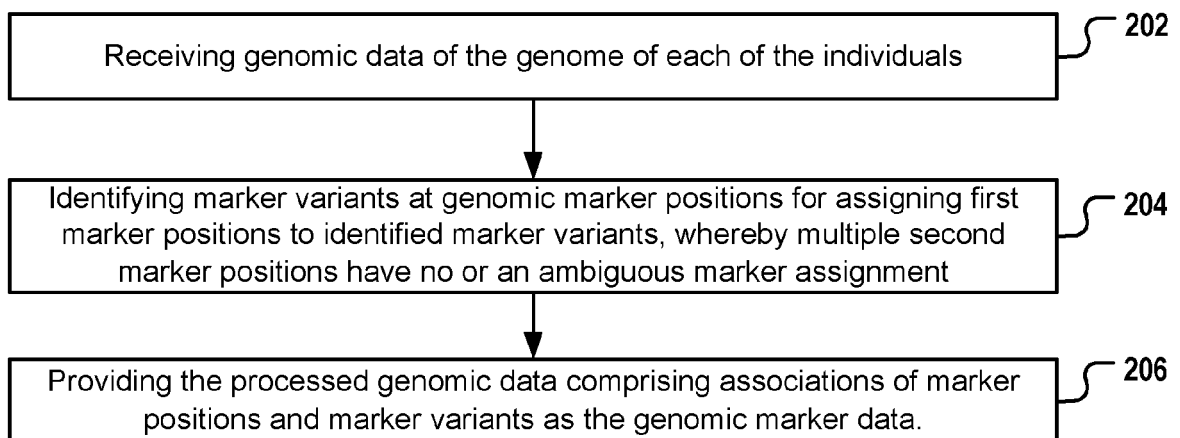 Receiving genomic data of the genome of each of the individuals
202
Identifying marker variants at genomic marker positions for assigning first
marker positions to identified marker variants, whereby multiple second
marker positions have no or an ambiguous marker assignment
204
Providing the processed genomic data comprising associations of marker
positions and marker variants as the genomic marker data.
206